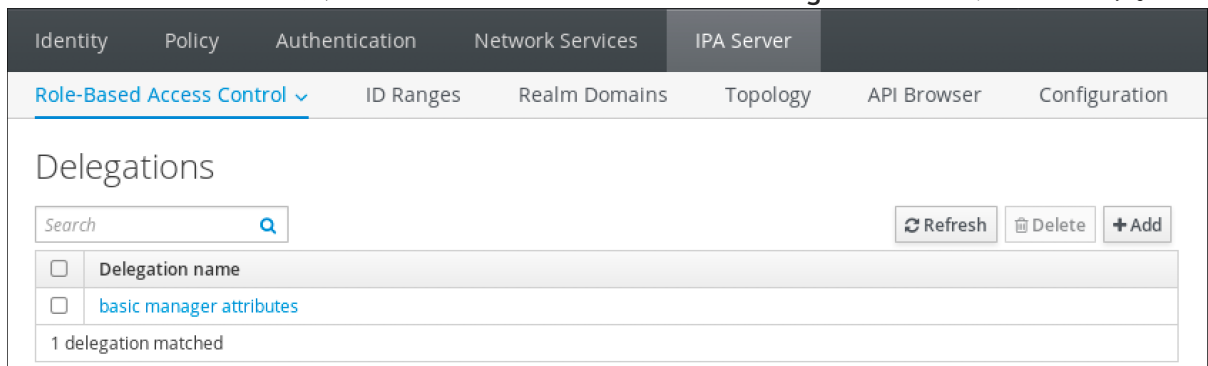 Identity Policy Authentication Network Services IPA Server
Role-Based Access Control ID Ranges Realm Domains Topology API Browser Configuration
Delegations
Search Refresh Delete +Add
Delegation name
basic manager attributes
1 delegation matched